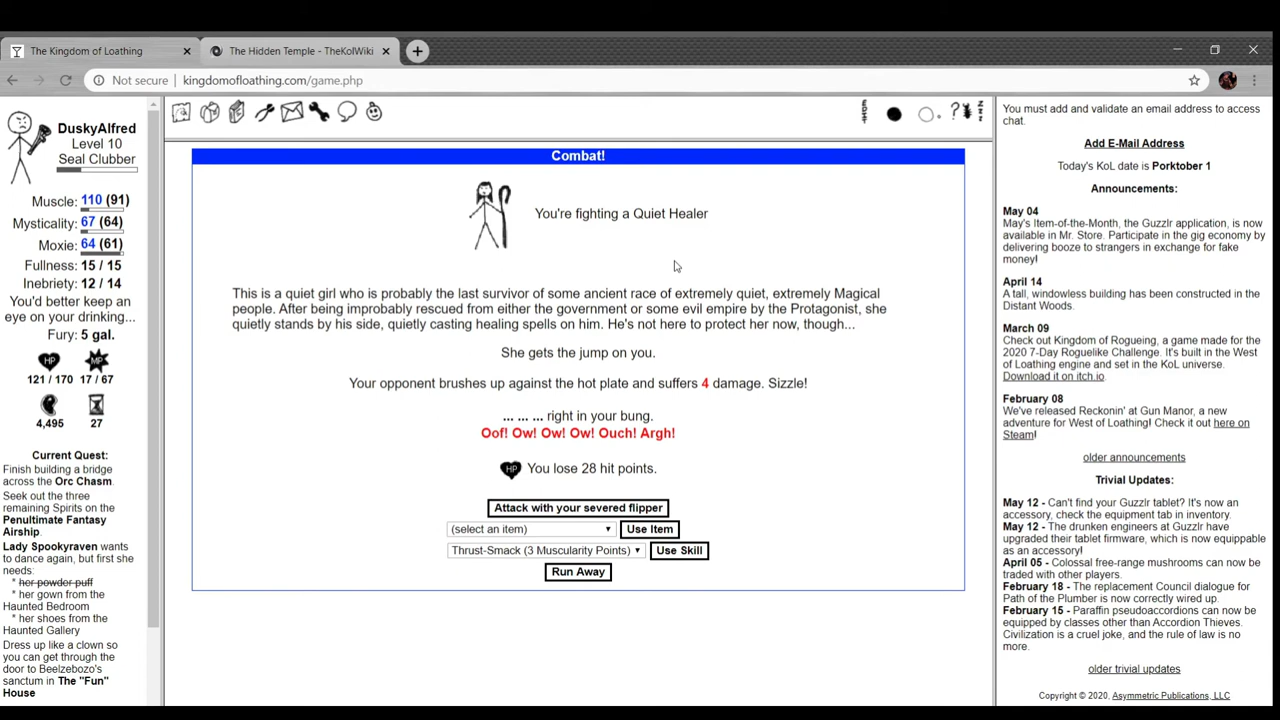 The Kingdom of Loathing
The Hidden Temple - TheKolWiki
Not secure | kingdomofloathing.com/game.php
DuskyAlfred
Level 10
Seal Clubber
Muscle: 110 (91)
Mysticality: 67 (64)
Moxie: 64 (61)
Fullness: 15 / 15
Inebriety: 12 / 14
You'd better keep an
eye on your drinking...
Fury: 5 gal.
HP MP
121 / 170 17 / 67
4,495 27
Current Quest:
Finish building a bridge
across the Orc Chasm.
Seek out the three
remaining Spirits on the
Penultimate Fantasy
Airship.
Lady Spookyraven wants
to dance again, but first she
needs:
* her powder puff
* her gown from the
Haunted Bedroom
* her shoes from the
Haunted Gallery
Dress up like a clown so
you can get through the
door to Beelzebozo's
sanctum in The "Fun"
House
Combat!
You're fighting a Quiet Healer
This is a quiet girl who is probably the last survivor of some ancient race of extremely quiet, extremely Magical
people. After being improbably rescued from either the government or some evil empire by the Protagonist, she
quietly stands by his side, quietly casting healing spells on him. He's not here to protect her now, though...
She gets the jump on you.
Your opponent brushes up against the hot plate and suffers 4 damage. Sizzle!
... ... ... right in your bung.
Oof! Ow! Ow! Ow! Ouch! Argh!
HP You lose 28 hit points.
Attack with your severed flipper
(select an item) Use Item
Thrust-Smack (3 Muscularity Points) Use Skill
Run Away
You must add and validate an email address to access
chat.
Add E-Mail Address
Today's KoL date is Porktober 1
Announcements:
May 04
May's Item-of-the-Month, the Guzzlr application, is now
available in Mr. Store. Participate in the gig economy by
delivering booze to strangers in exchange for fake
money!
April 14
A tall, windowless building has been constructed in the
Distant Woods.
March 09
Check out Kingdom of Rogueing, a game made for the
2020 7-Day Roguelike Challenge. It's built in the West
of Loathing engine and set in the KoL universe.
Download it on itch.io.
February 08
We've released Reckonin' at Gun Manor, a new
adventure for West of Loathing! Check it out here on
Steam!
older announcements
Trivial Updates:
May 12 - Can't find your Guzzlr tablet? It's now an
accessory, check the equipment tab in inventory.
May 12 - The drunken engineers at Guzzlr have
upgraded their tablet firmware, which is now equippable
as an accessory!
April 05 - Colossal free-range mushrooms can now be
traded with other players.
February 18 - The replacement Council dialogue for
Path of the Plumber is now correctly wired up.
February 15 - Paraffin pseudoaccordions can now be
equipped by classes other than Accordion Thieves.
Civilization is a cruel joke, and the rule of law is no
more.
older trivial updates
Copyright © 2020, Asymmetric Publications, LLC